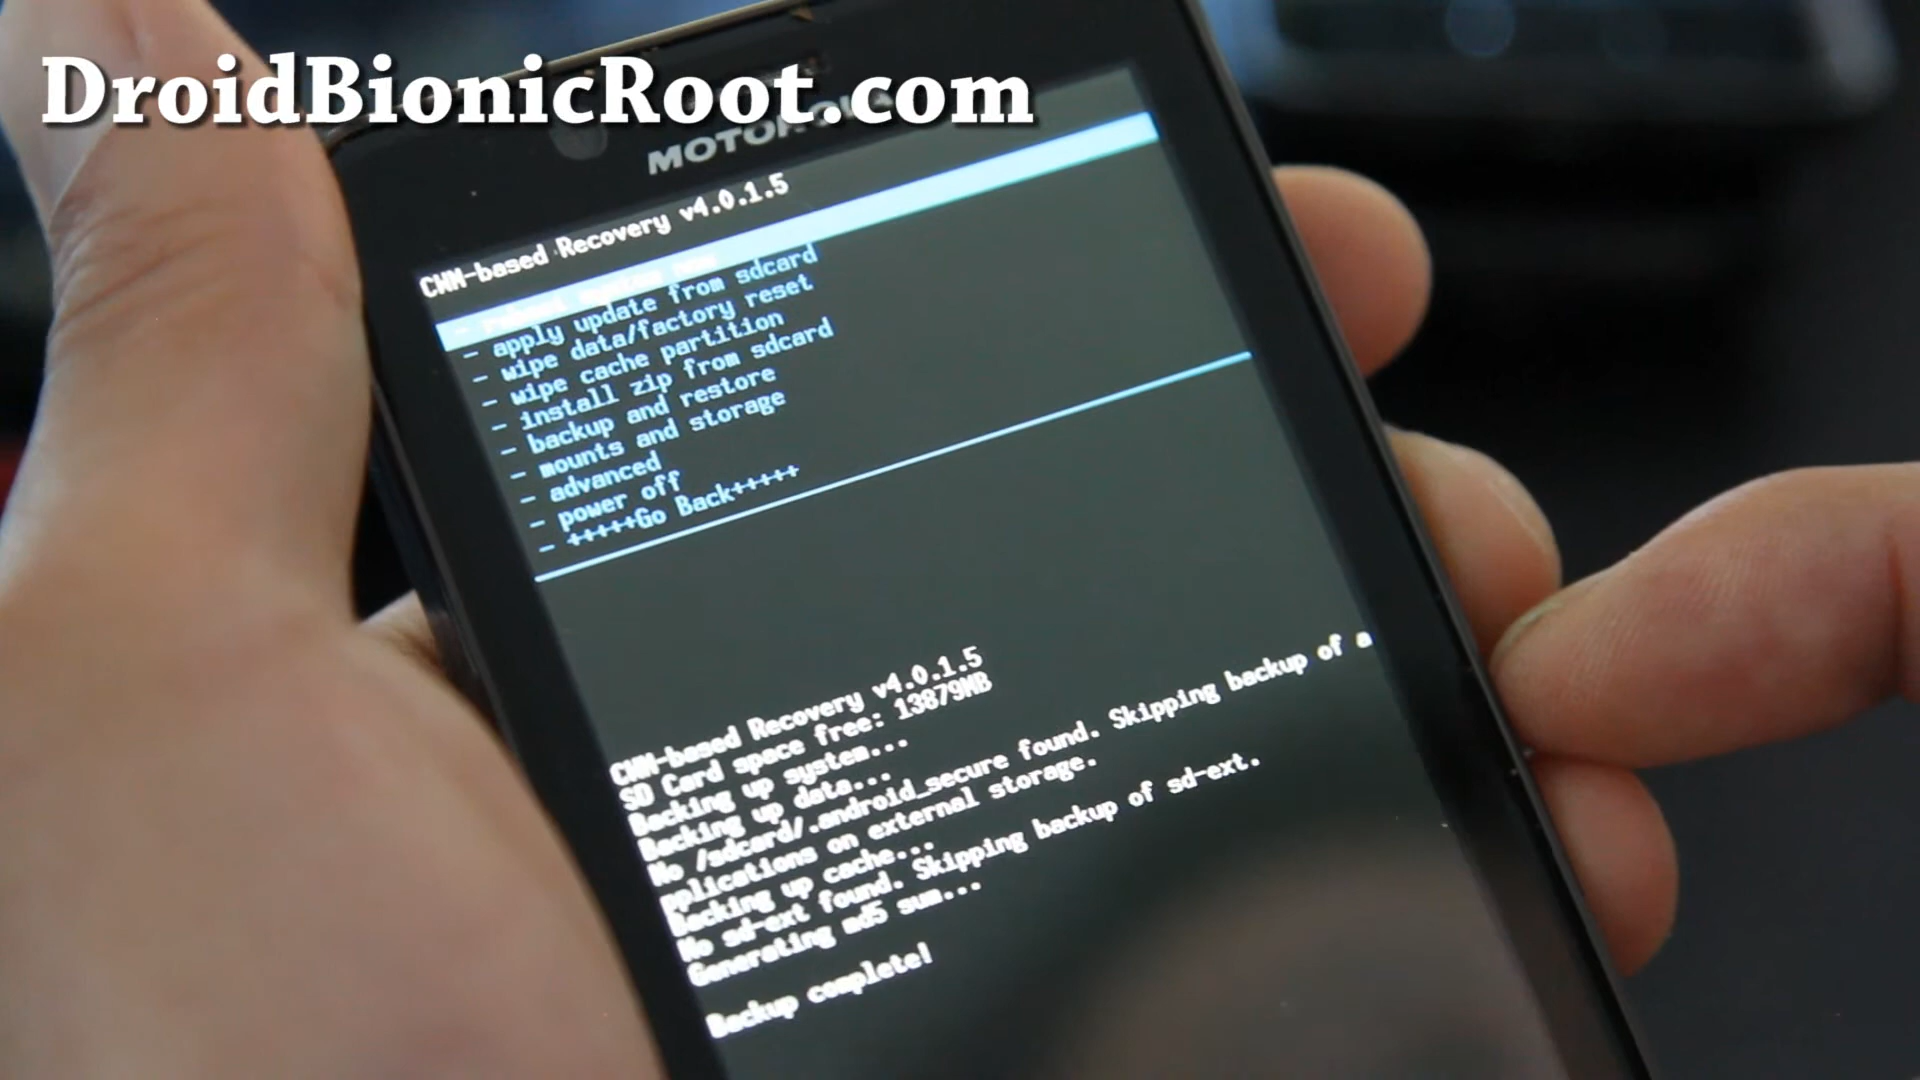 DroidBionicRoot.com
MOTOROLA
CWM-based Recovery v4.0.1.5
- reboot system now
- apply update from sdcard
- wipe data/factory reset
- wipe cache partition
- install zip from sdcard
- backup and restore
- mounts and storage
- advanced
- power off
- +++++Go Back+++++
CWM-based Recovery v4.0.1.5
SD Card space free: 13879MB
Backing up system...
Backing up data...
No /sdcard/.android_secure found. Skipping backup of a
pplications on external storage.
Backing up cache...
No sd-ext found. Skipping backup of sd-ext.
Generating md5 sum...
Backup complete!